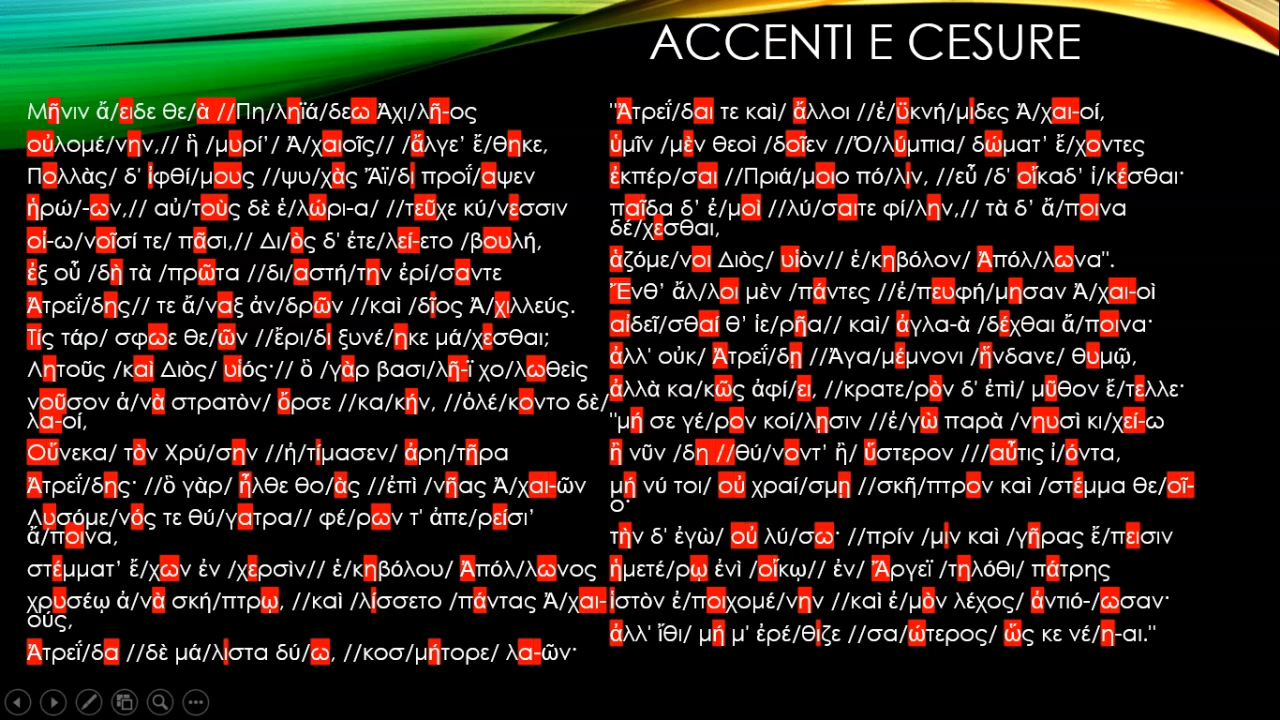 ACCENTI E CESURE
Μῆνιν ἄ/ειδε θε/ὰ //Πη/ληϊά/δεω Ἀχι/λῆ-ος
οὐλομέ/νην,// ἣ /μυρί’/ Ἀ/χαιοῖς// /ἄλγε’ ἔ/θηκε,
Πολλὰς/ δ' ἰφθί/μους //ψυ/χὰς Ἄϊ/δι προΐ/αψεν
ἡρώ/-ων,// αὐ/τοὺς δὲ ἑ/λώρι-α/ //τεῦχε κύ/νεσσιν
οἰ-ω/νοῖσί τε/ πᾶσι,// Δι/ὸς δ' ἐτε/λεί-ετο /βουλή,
ἐξ οὗ /δὴ τὰ /πρῶτα //δι/αστή/την ἐρί/σαντε
Ἀτρεΐ/δης// τε ἄ/ναξ ἀν/δρῶν //καὶ /δῖος Ἀ/χιλλεύς.
Τίς τάρ/ σφωε θε/ῶν //ἔρι/δι ξυνέ/ηκε μά/χεσθαι;
Λητοῦς /καὶ Διὸς/ υἱός·// ὃ /γὰρ βασι/λῆ-ϊ χο/λωθεὶς
νοῦσον ἀ/νὰ στρατὸν/ ὄρσε //κα/κήν, //ὀλέ/κοντο δὲ/
λα-οί,
Οὕνεκα/ τὸν Χρύ/σην //ἠ/τίμασεν/ ἀρη/τῆρα
Ἀτρεΐ/δης· //ὃ γὰρ/ ἦλθε θο/ὰς //ἐπὶ /νῆας Ἀ/χαι-ῶν
Λυσόμε/νός τε θύ/γατρα// φέ/ρων τ' ἀπε/ρείσι’
ἄ/ποινα,
στέμματ’ ἔ/χων ἐν /χερσὶν// ἑ/κηβόλου/ Ἀπόλ/λωνος
χρυσέῳ ἀ/νὰ σκή/πτρῳ, //καὶ /λίσσετο /πάντας Ἀ/χαι-
ούς,
Ἀτρεΐ/δα //δὲ μά/λιστα δύ/ω, //κοσ/μήτορε/ λα-ῶν·
"Ἀτρεΐ/δαι τε καὶ/ ἄλλοι //ἐ/ϋκνή/μιδες Ἀ/χαι-οί,
ὑμῖν /μὲν θεοὶ /δοῖεν //Ὀ/λύμπια/ δώματ’ ἔ/χοντες
ἐκπέρ/σαι //Πριά/μοιο πό/λιν, //εὖ /δ' οἴκαδ’ ἱ/κέσθαι·
παῖδα δ’ ἐ/μοὶ //λύ/σαιτε φί/λην,// τὰ δ’ ἄ/ποινα
δέ/χεσθαι,
ἁζόμε/νοι Διὸς/ υἱὸν// ἑ/κηβόλον/ Ἀπόλ/λωνα".
Ἔνθ’ ἄλ/λοι μὲν /πάντες //ἐ/πευφή/μησαν Ἀ/χαι-οὶ
αἰδεῖ/σθαί θ’ ἱε/ρῆα// καὶ/ ἀγλα-ὰ /δέχθαι ἄ/ποινα·
ἀλλ' οὐκ/ Ἀτρεΐ/δῃ //Ἀγα/μέμνονι /ἥνδανε/ θυμῷ,
ἀλλὰ κα/κῶς ἀφί/ει, //κρατε/ρὸν δ' ἐπὶ/ μῦθον ἔ/τελλε·
"μή σε γέ/ρον κοί/λῃσιν //ἐ/γὼ παρὰ /νηυσὶ κι/χεί-ω
ἢ νῦν /δη //θύ/νοντ’ ἢ/ ὕστερον ///αὖτις ἰ/όντα,
μή νύ τοι/ οὐ χραί/σμῃ //σκῆ/πτρον καὶ /στέμμα θε/οῖ-
ο·
τὴν δ' ἐγὼ/ οὐ λύ/σω· //πρίν /μιν καὶ /γῆρας ἔ/πεισιν
ἡμετέ/ρῳ ἐνὶ /οἴκῳ// ἐν/ Ἄργεϊ /τηλόθι/ πάτρης
ἱστὸν ἐ/ποιχομέ/νην //καὶ ἐ/μὸν λέχος/ ἀντιό-/ωσαν·
ἀλλ' ἴθι/ μή μ' ἐρέ/θιζε //σα/ώτερος/ ὥς κε νέ/η-αι."